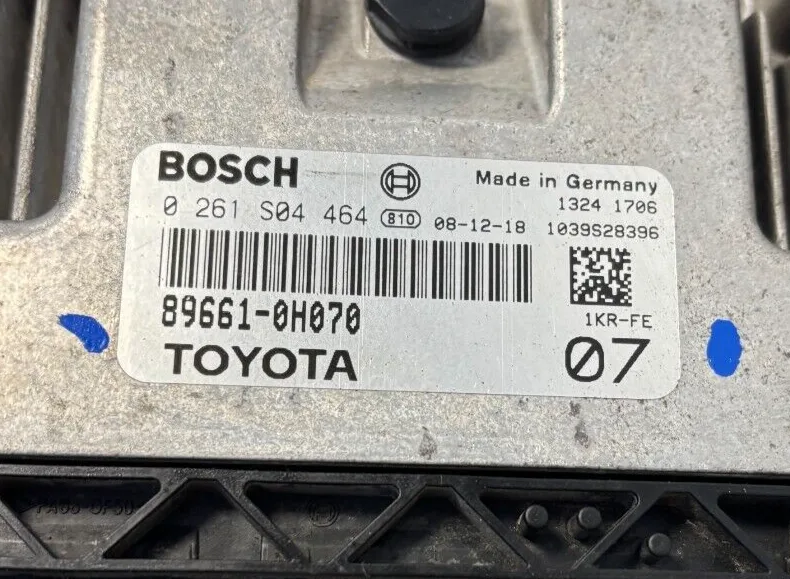 BOSCH
Made in Germany
1324 1706
0 261 S04 464 810 08-12-18 1039S28396
89661-0H070
1KR-FE
TOYOTA
07